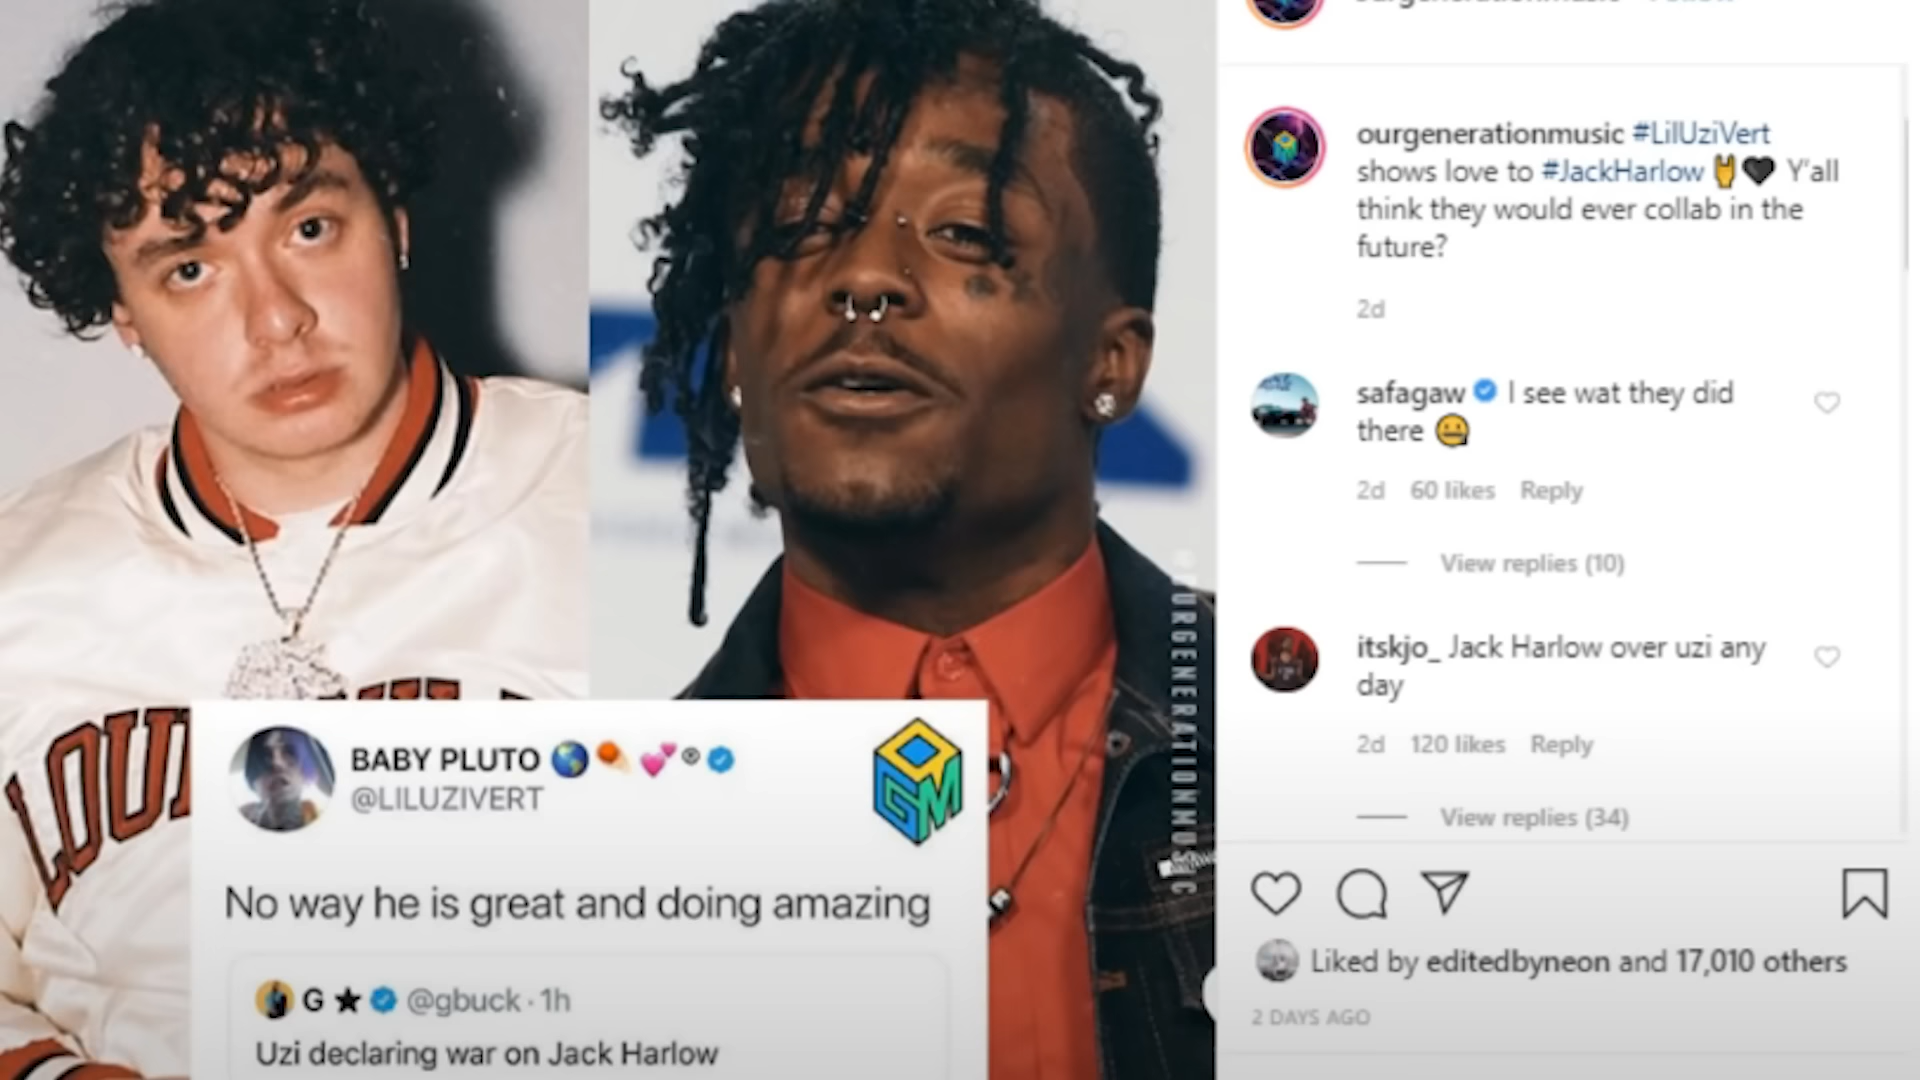 ourgenerationmusic
ourgenerationmusic #LilUziVert
shows love to #JackHarlow 🤘🖤 Y'all
think they would ever collab in the
future?
2d
safagaw I see wat they did
there 🤐
2d 60 likes Reply
View replies (10)
itskjo_ Jack Harlow over uzi any
day
2d 120 likes Reply
View replies (34)
Liked by editedbyneon and 17,010 others
2 DAYS AGO
BABY PLUTO 🌎☄️💕®
@LILUZIVERT
GM
No way he is great and doing amazing
G ★ @gbuck · 1h
Uzi declaring war on Jack Harlow
@OURGENERATIONMUSIC